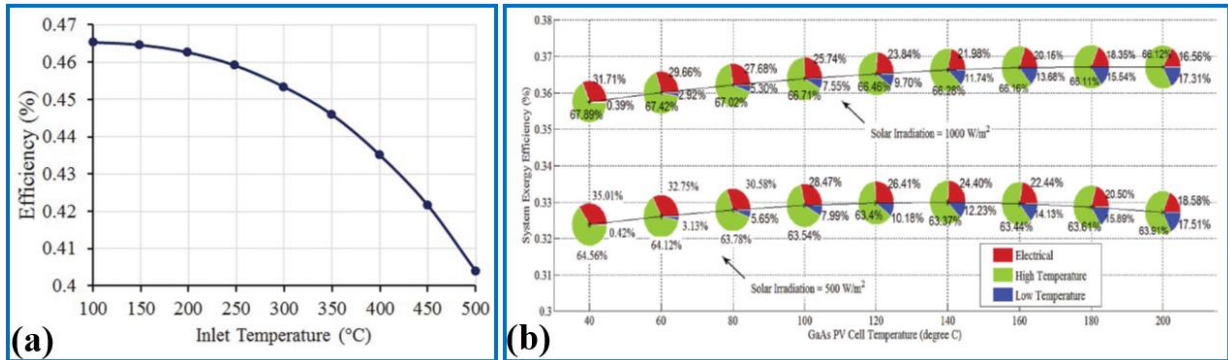 0.47
0.46
0.45
0.44
0.43
0.42
0.41
0.4
Efficiency (%)
100 150 200 250 300 350 400 450 500
Inlet Temperature (°C)
(a)
0.38
0.37
0.36
0.35
0.34
0.33
0.32
0.31
0.3
System Exergy Efficiency (%)
31.71% 29.66% 27.68% 25.74% 23.84% 21.98% 20.15% 18.35% 66.12% 16.56%
0.39% 2.92% 5.30% 7.55% 9.70% 11.74% 13.68% 15.54% 17.31%
67.89% 67.42% 67.02% 66.71% 66.46% 66.28% 66.16% 66.11%
Solar Irradiation = 1000 W/m²
35.01% 32.75% 30.58% 28.47% 26.41% 24.40% 22.44% 20.50% 18.58%
0.42% 3.13% 5.65% 7.99% 10.18% 12.23% 14.13% 15.89% 17.51%
64.56% 64.12% 63.78% 63.54% 63.4% 63.37% 63.44% 63.61% 63.91%
Solar Irradiation = 500 W/m²
Electrical
High Temperature
Low Temperature
40 60 80 100 120 140 160 180 200
GaAs PV Cell Temperature (degree C)
(b)